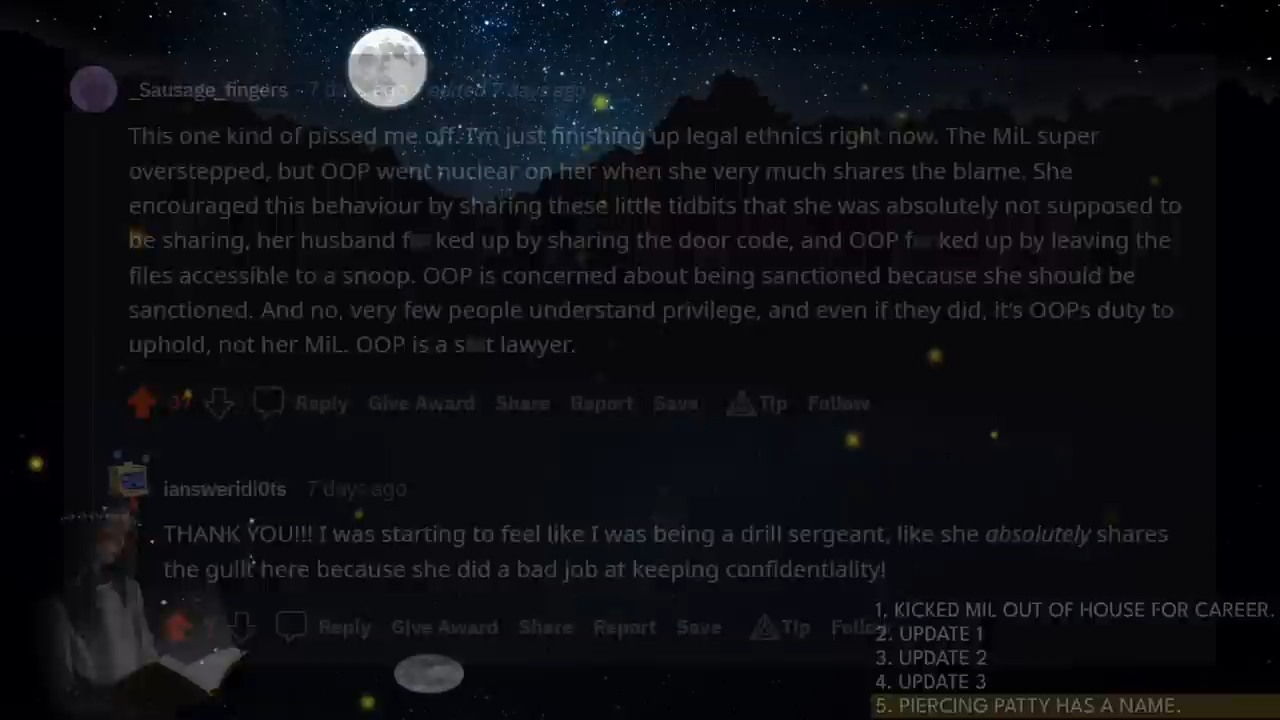 _Sausage_fingers · 7 days ago · edited 7 days ago
This one kind of pissed me off. I'm just finishing up legal ethnics right now. The MiL super
overstepped, but OOP went nuclear on her when she very much shares the blame. She
encouraged this behaviour by sharing these little tidbits that she was absolutely not supposed to
be sharing, her husband f ked up by sharing the door code, and OOP f ked up by leaving the
files accessible to a snoop. OOP is concerned about being sanctioned because she should be
sanctioned. And no, very few people understand privilege, and even if they did, it's OOPs duty to
uphold, not her MiL. OOP is a s t lawyer.
37 Reply Give Award Share Report Save Tip Follow
iansweridl0ts 7 days ago
THANK YOU!!! I was starting to feel like I was being a drill sergeant, like she absolutely shares
the guilt here because she did a bad job at keeping confidentiality!
Reply Give Award Share Report Save Tip Follow
1. KICKED MIL OUT OF HOUSE FOR CAREER.
2. UPDATE 1
3. UPDATE 2
4. UPDATE 3
5. PIERCING PATTY HAS A NAME.